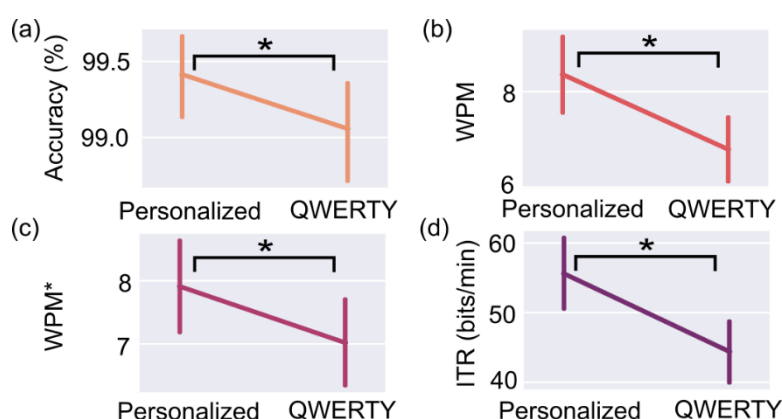 (a)
Accuracy (%)
99.5
99.0
*
Personalized QWERTY
(b)
WPM
8
6
*
Personalized QWERTY
(c)
WPM*
8
7
*
Personalized QWERTY
(d)
ITR (bits/min)
60
50
40
*
Personalized QWERTY